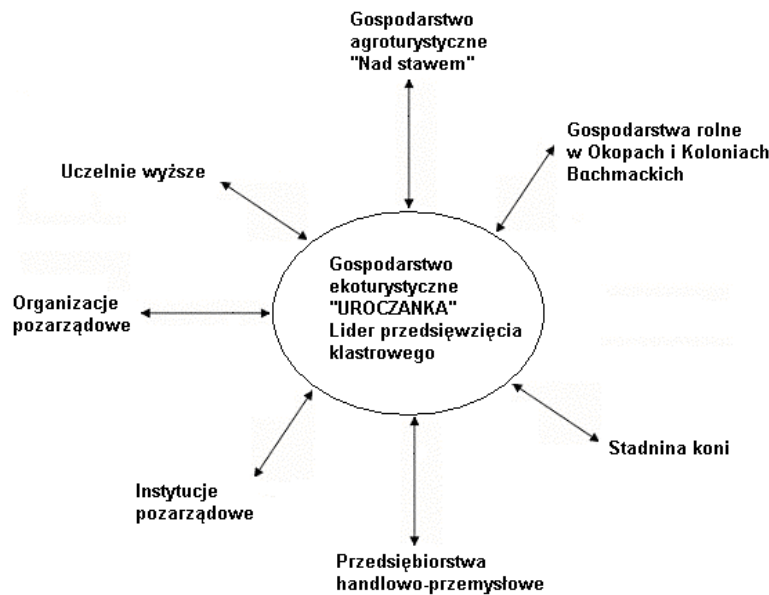 Gospodarstwo
agroturystyczne
"Nad stawem"
Gospodarstwa rolne
w Okopach i Koloniach
Bachmackich
Uczelnie wyższe
Gospodarstwo
ekoturystyczne
"UROCZANKA"
Lider przedsięwzięcia
klastrowego
Organizacje
pozarządowe
Stadnina koni
Instytucje
pozarządowe
Przedsiębiorstwa
handlowo-przemysłowe